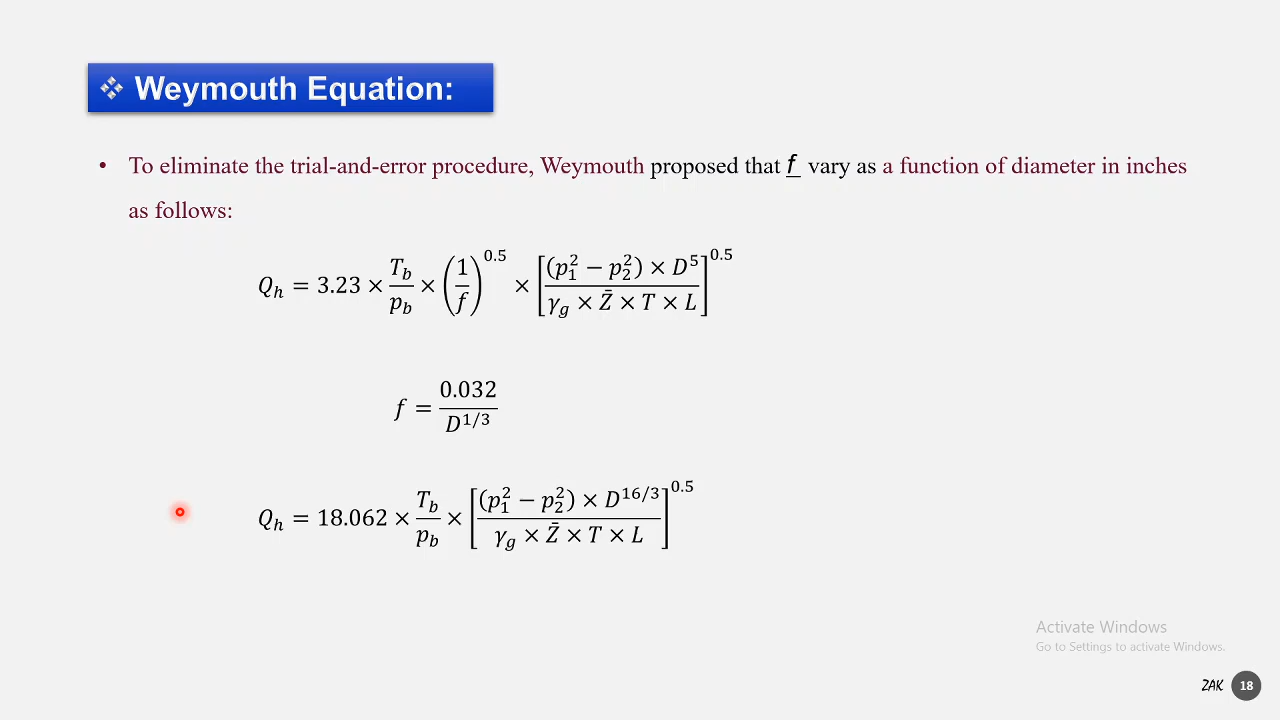 ❖ Weymouth Equation:
• To eliminate the trial-and-error procedure, Weymouth proposed that f vary as a function of diameter in inches
as follows:
Q_h = 3.23 × T_b/p_b × (1/f)^0.5 × [(p_1^2 − p_2^2) × D^5 / γ_g × Z̄ × T × L]^0.5
f = 0.032/D^1/3
Q_h = 18.062 × T_b/p_b × [(p_1^2 − p_2^2) × D^16/3 / γ_g × Z̄ × T × L]^0.5
Activate Windows
Go to Settings to activate Windows.
ZAK 18